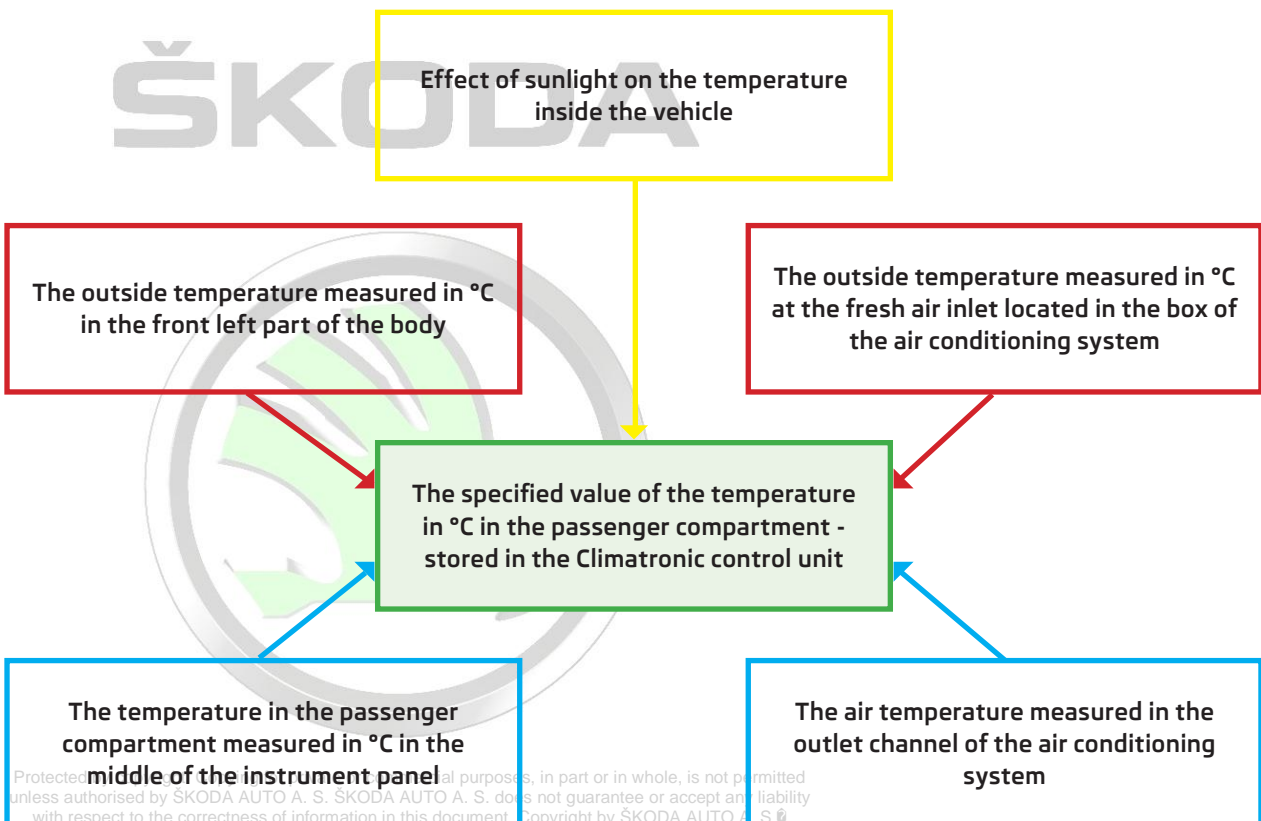 ŠKODA
Effect of sunlight on the temperature
inside the vehicle
The outside temperature measured in °C
in the front left part of the body
The outside temperature measured in °C
at the fresh air inlet located in the box of
the air conditioning system
The specified value of the temperature
in °C in the passenger compartment -
stored in the Climatronic control unit
The temperature in the passenger
compartment measured in °C in the
middle of the instrument panel
The air temperature measured in the
outlet channel of the air conditioning
system
Protected by copyright. purposes, in part or in whole, is not permitted
unless authorised by ŠKODA AUTO A. S. ŠKODA AUTO A. S. does not guarantee or accept any liability
with respect to the correctness of information in this document. Copyright by ŠKODA AUTO A. S.